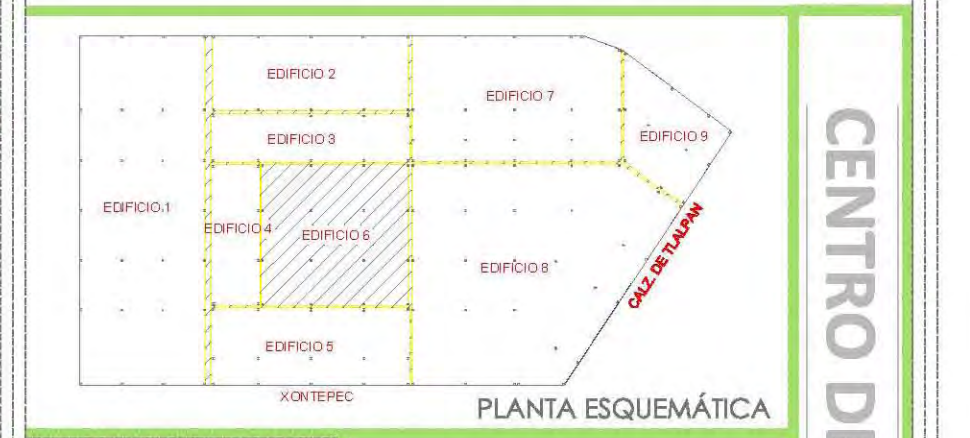 EDIFICIO 2
EDIFICIO 7
EDIFICIO 3
EDIFICIO 9
EDIFICIO 1
EDIFICIO 4
EDIFICIO 6
EDIFICIO 8
CALZ. DE TLALPAN
EDIFICIO 5
XONTEPEC
PLANTA ESQUEMÁTICA
CENTRO